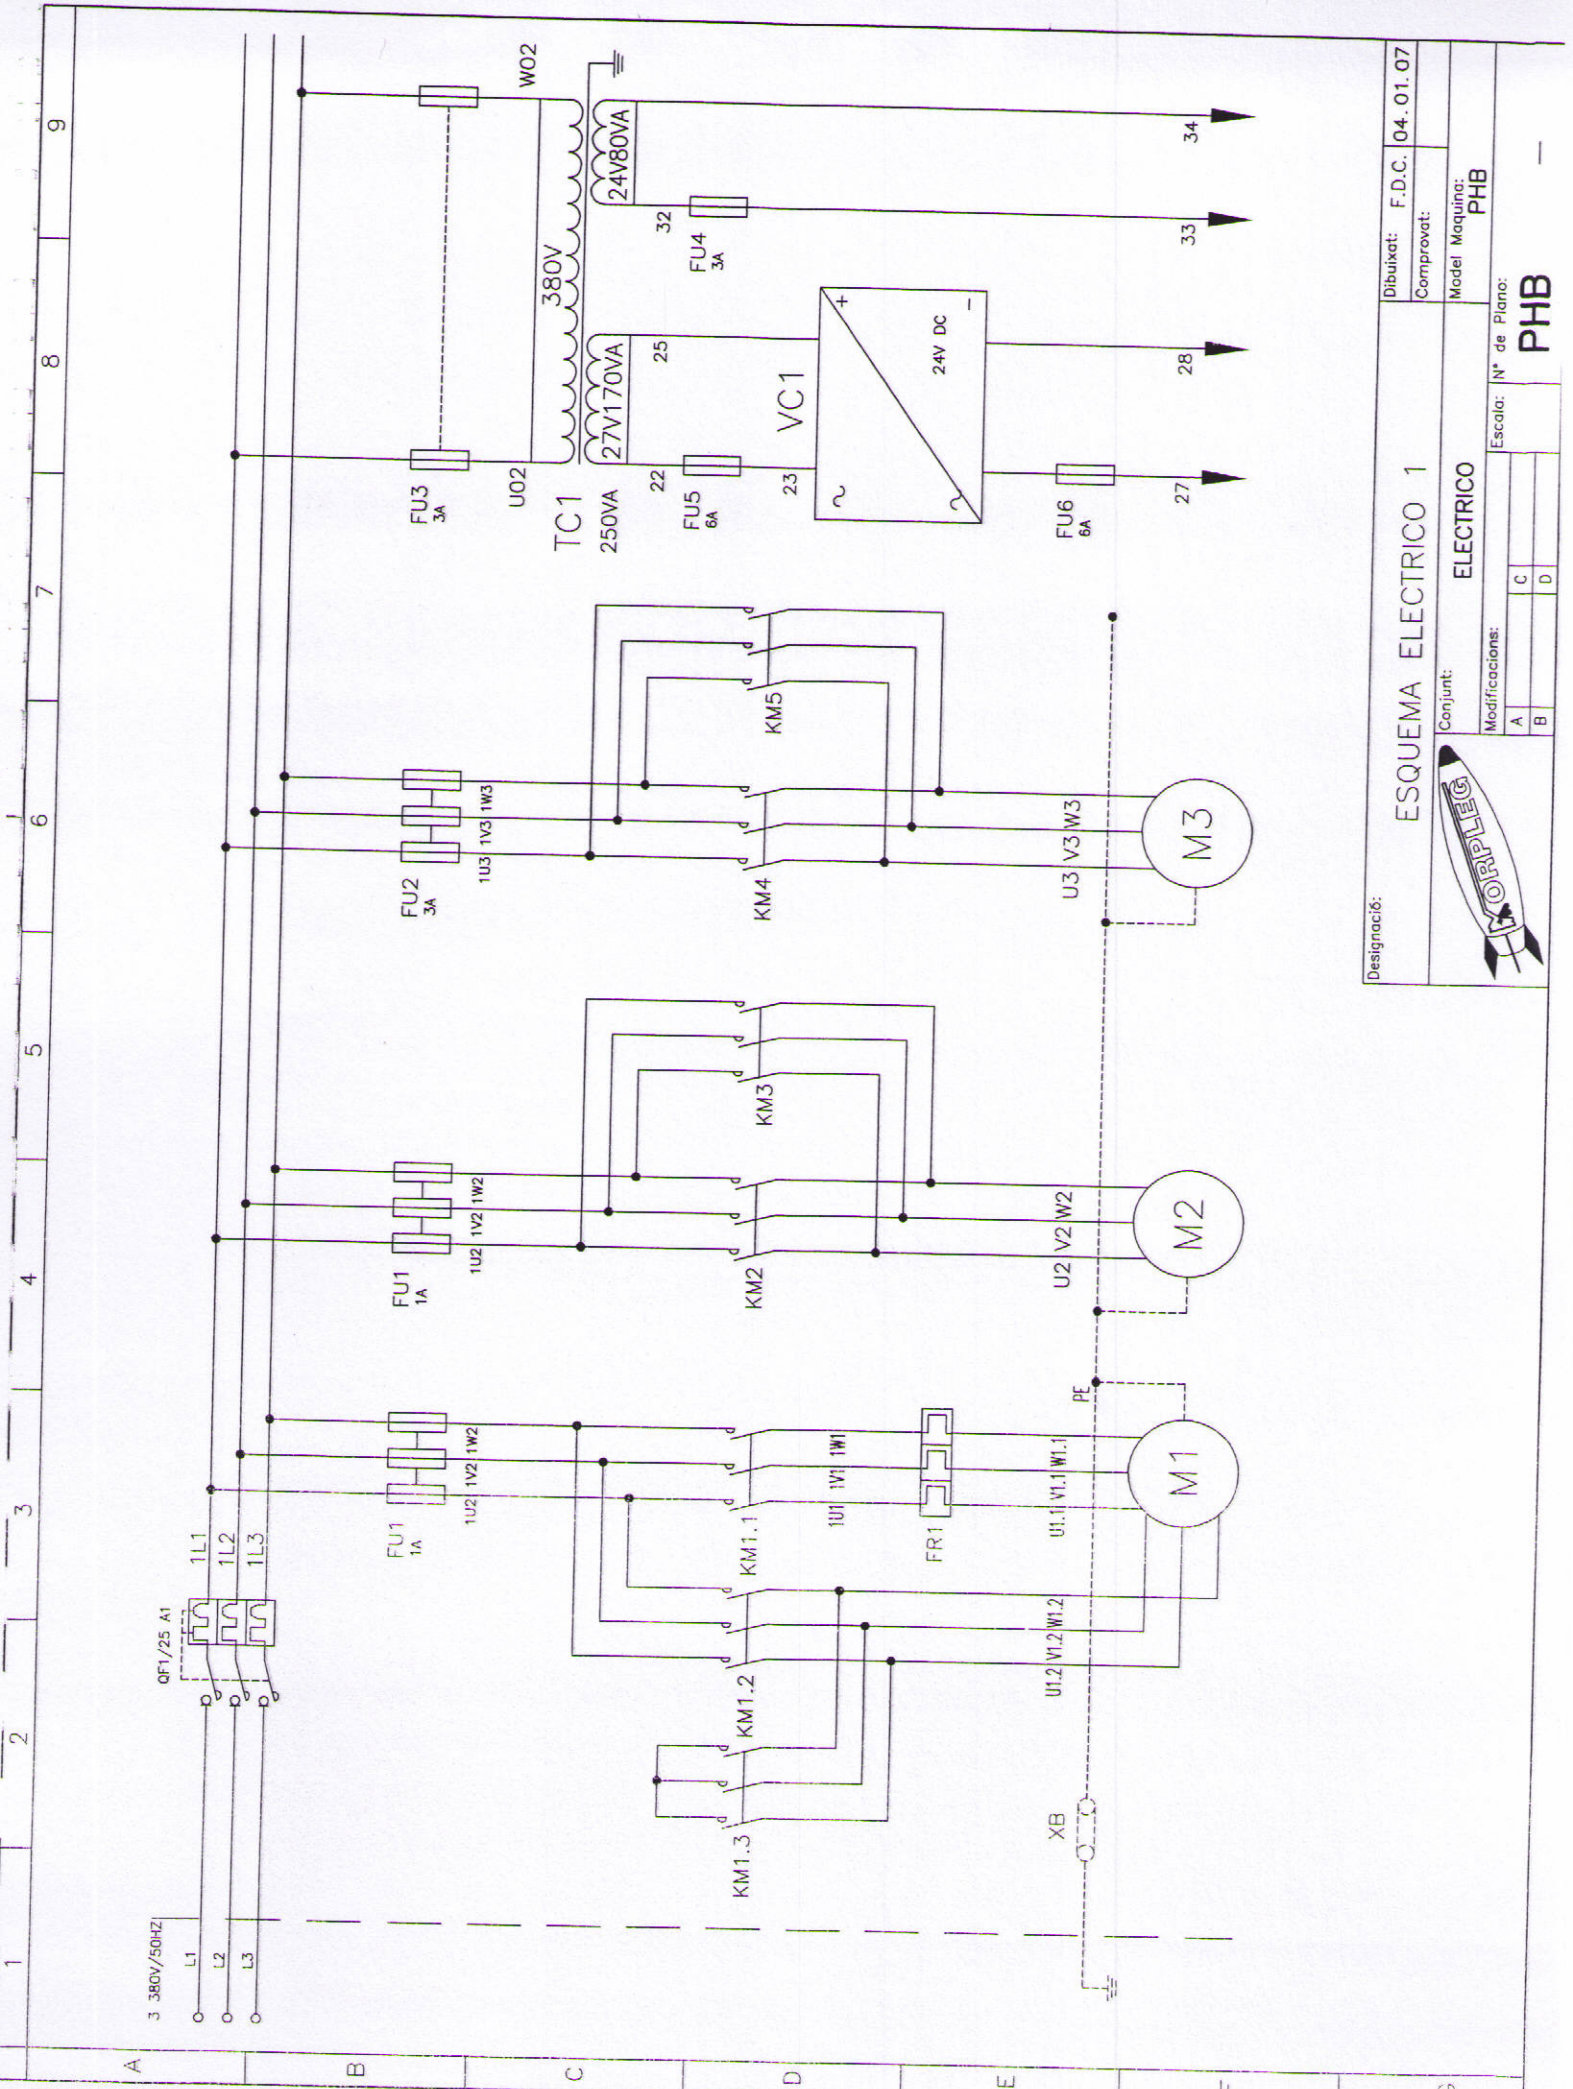 1 2 3 4 5 6 7 8 9
A
B
C
D
E
3 380V/50HZ
L1
L2
L3
QF1/25 A1
1L1
1L2
1L3
FU1
1A
1U2 1V2 1W2
FU1
1A
1U2 1V2 1W2
FU2
3A
1U3 1V3 1W3
FU3
3A
U02
W02
TC1
250VA
380V
27V170VA
24V80VA
22
25
32
FU5
6A
FU4
3A
23
VC1
~
+
~
24V DC
−
FU6
6A
27
28
33
34
KM1.3
KM1.2
KM1.1
KM2
KM3
KM4
KM5
1U1 1V1 1W1
FR1
U1.2 V1.2 W1.2
U1.1 V1.1 W1.1
U2 V2 W2
U3 V3 W3
XB
PE
M1
M2
M3
Designació:
ESQUEMA ELECTRICO 1
Dibuixat: F.D.C. 04.01.07
Comprovat:
KORPLEG
Conjunt:
ELECTRICO
Model Maquina:
PHB
Modificacions:
A C
B D
Escala:
Nº de Plano:
PHB